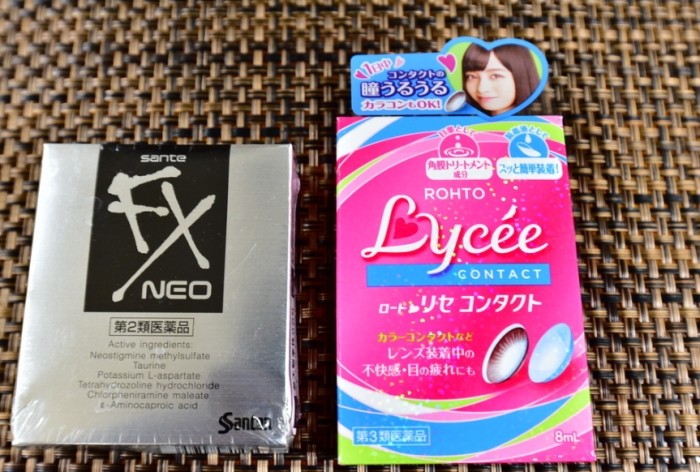 sante
FX
NEO
第2類医薬品
Active ingredients:
Neostigmine methylsulfate
Taurine
Potassium L-aspartate
Tetrahydrozoline hydrochloride
Chlorpheniramine maleate
ε-Aminocaproic acid
Santen
1日中
コンタクトの
瞳うるうる
カラコンもOK!
角膜トリートメント
成分
スッと簡単装着!
ROHTO
Lycée
CONTACT
ロートリセ コンタクト
カラーコンタクトなど
レンズ装着中の
不快感・目の疲れにも
第3類医薬品
8mL